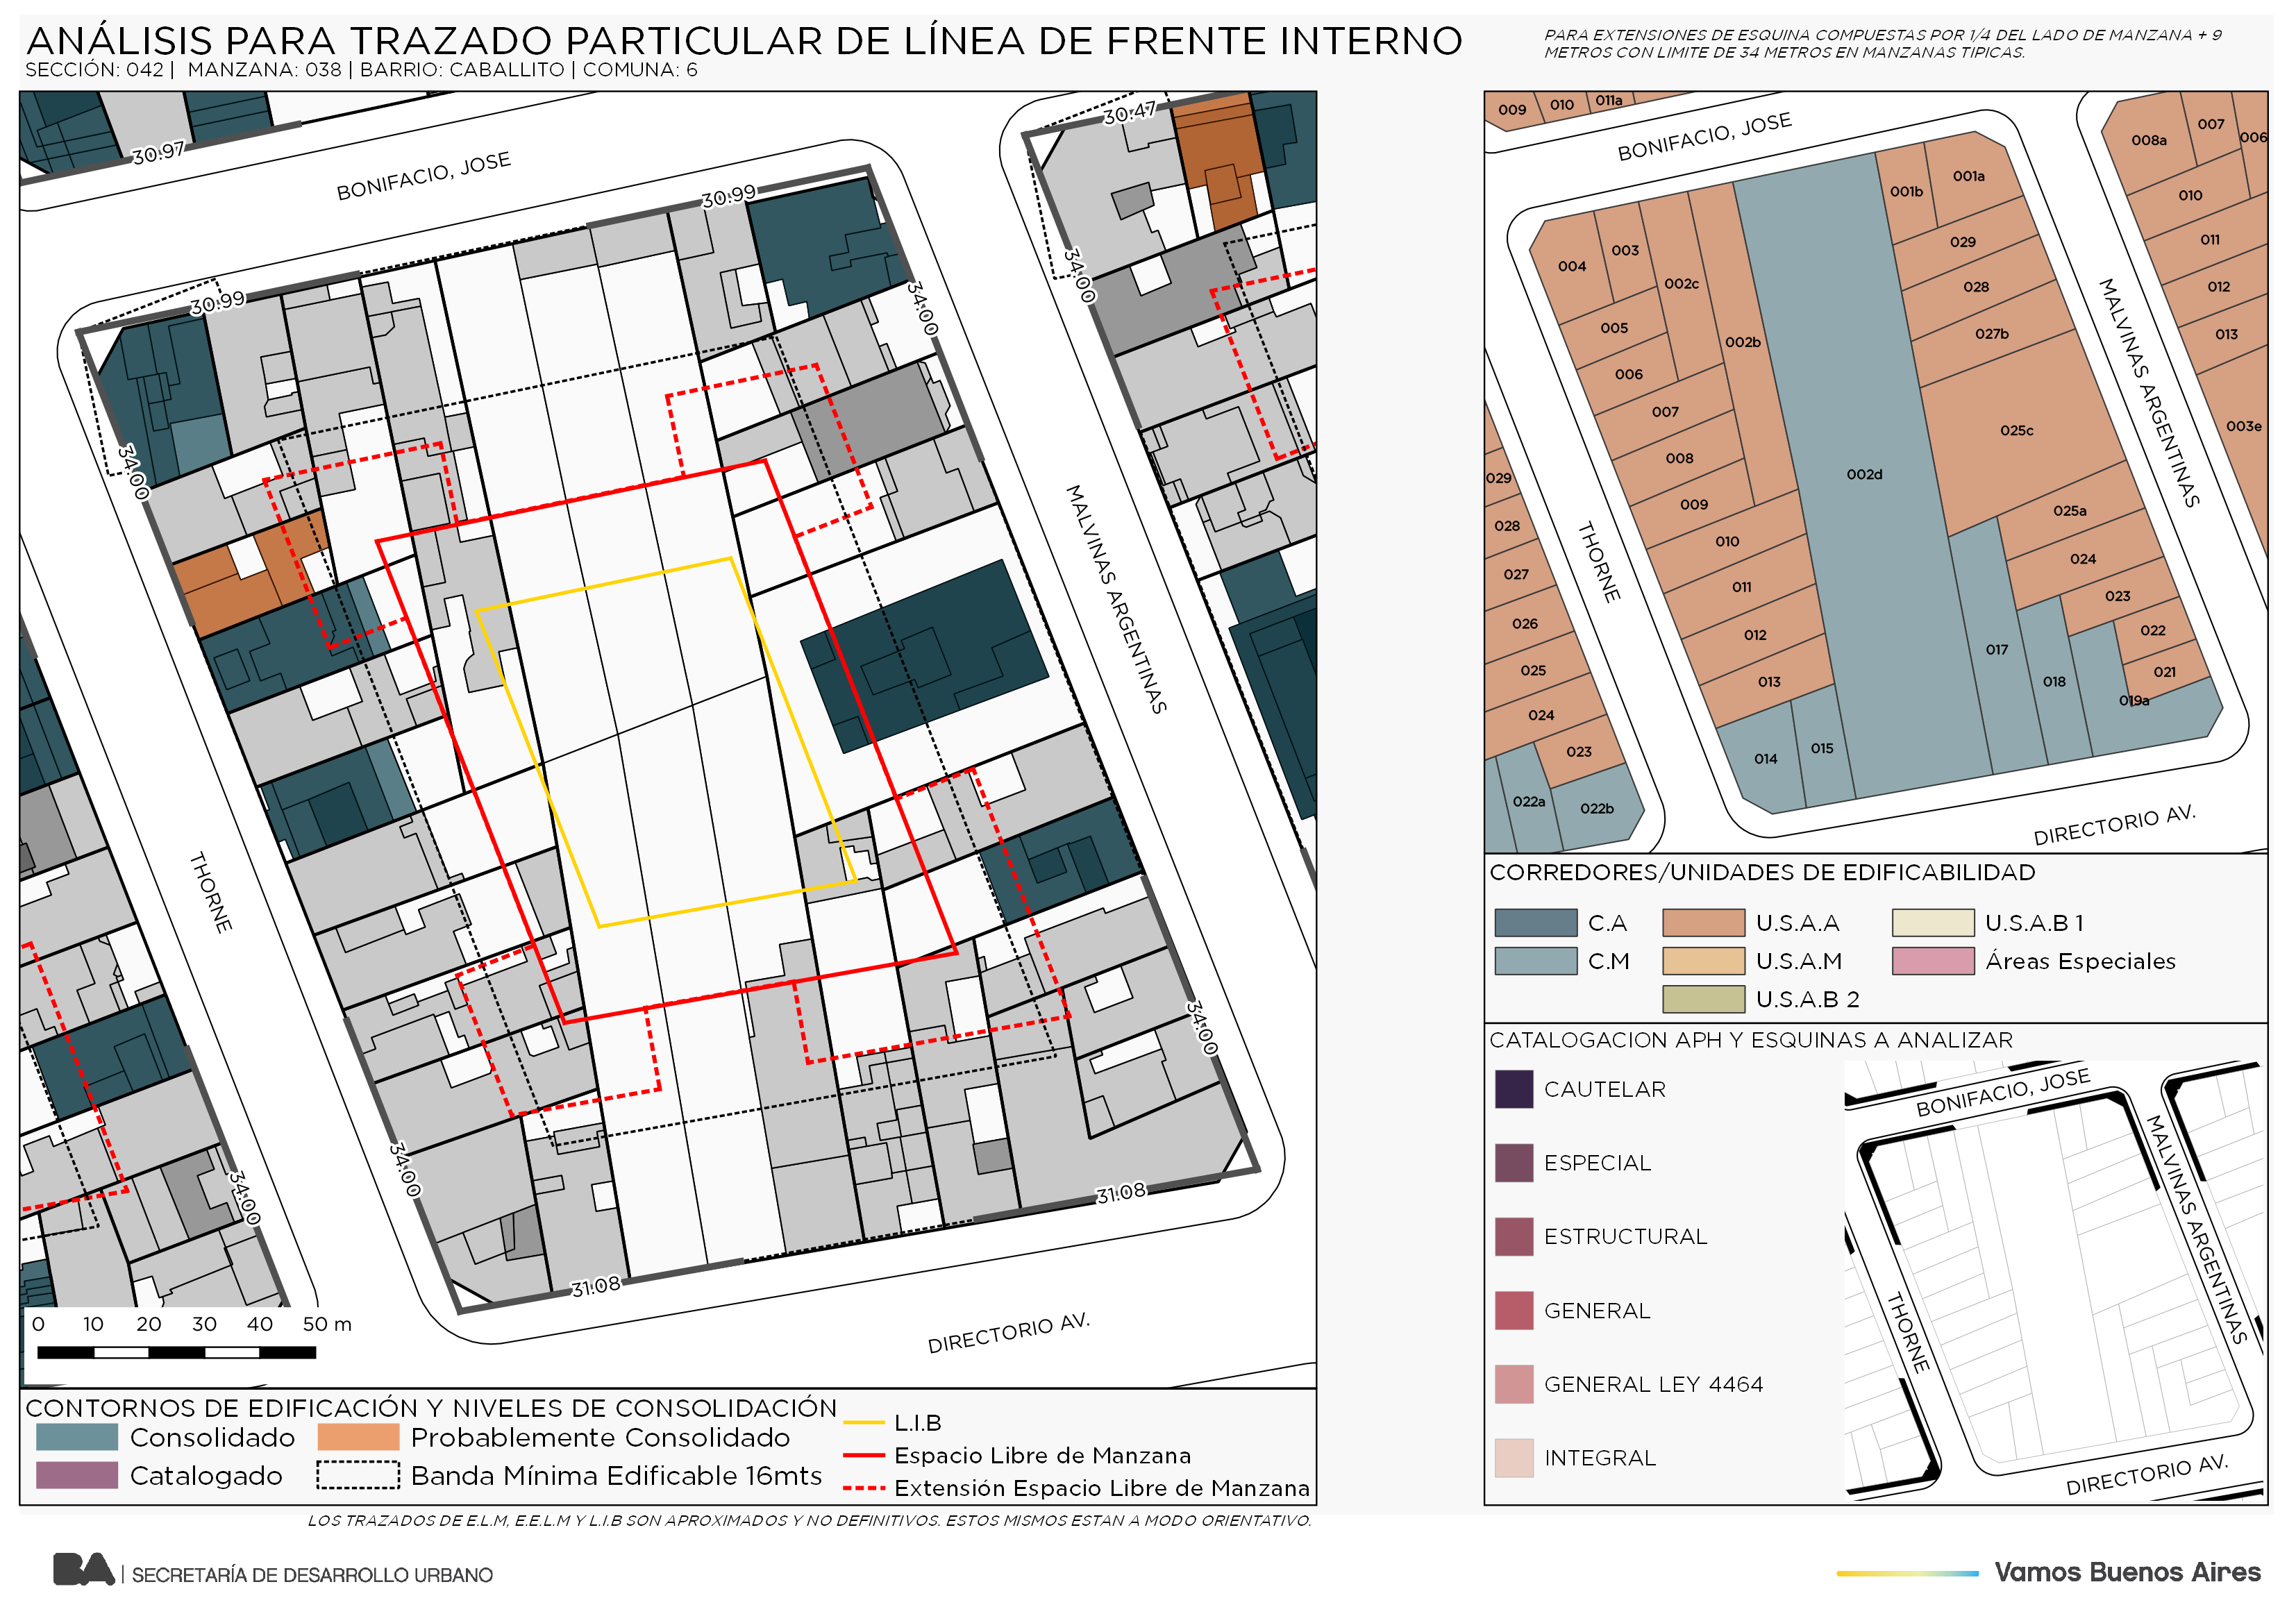 ANÁLISIS PARA TRAZADO PARTICULAR DE LÍNEA DE FRENTE INTERNO
SECCIÓN: 042 | MANZANA: 038 | BARRIO: CABALLITO | COMUNA: 6
PARA EXTENSIONES DE ESQUINA COMPUESTAS POR 1/4 DEL LADO DE MANZANA + 9
METROS CON LIMITE DE 34 METROS EN MANZANAS TIPICAS.
30.97
BONIFACIO, JOSE
30.99
30.47
34.00
30.99
34.00
34.00
MALVINAS ARGENTINAS
THORNE
34.00
34.00
34.00
31.08
31.08
DIRECTORIO AV.
0 10 20 30 40 50 m
CONTORNOS DE EDIFICACIÓN Y NIVELES DE CONSOLIDACIÓN
Consolidado
Probablemente Consolidado
Catalogado
Banda Mínima Edificable 16mts
L.I.B
Espacio Libre de Manzana
Extensión Espacio Libre de Manzana
LOS TRAZADOS DE E.L.M, E.E.L.M Y L.I.B SON APROXIMADOS Y NO DEFINITIVOS. ESTOS MISMOS ESTAN A MODO ORIENTATIVO.
009
010
011a
BONIFACIO, JOSE
008a
007
006
001b
001a
010
004
003
002c
029
011
028
012
005
002b
027b
013
006
007
025c
003e
008
002d
029
009
025a
028
010
024
027
011
023
026
012
022
017
025
013
021
018
019a
024
023
014
015
022a
022b
THORNE
MALVINAS ARGENTINAS
DIRECTORIO AV.
CORREDORES/UNIDADES DE EDIFICABILIDAD
C.A
U.S.A.A
U.S.A.B 1
C.M
U.S.A.M
Áreas Especiales
U.S.A.B 2
CATALOGACION APH Y ESQUINAS A ANALIZAR
CAUTELAR
ESPECIAL
ESTRUCTURAL
GENERAL
GENERAL LEY 4464
INTEGRAL
BONIFACIO, JOSE
MALVINAS ARGENTINAS
THORNE
DIRECTORIO AV.
BA | SECRETARÍA DE DESARROLLO URBANO
Vamos Buenos Aires